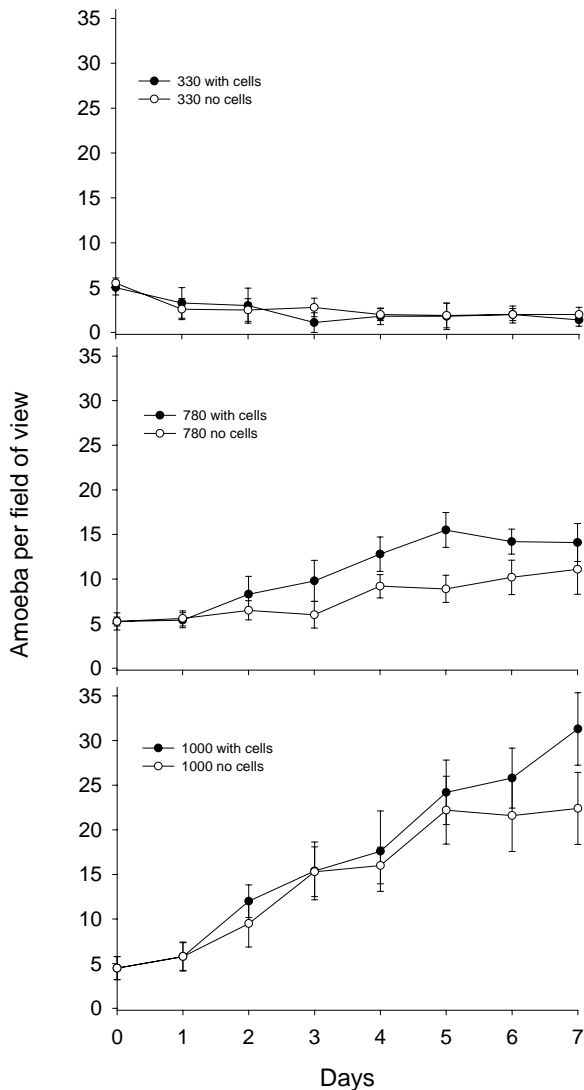 35
30
25
20
15
10
5
0
330 with cells
330 no cells
35
30
25
20
15
10
5
0
780 with cells
780 no cells
Amoeba per field of view
35
30
25
20
15
10
5
0
1000 with cells
1000 no cells
0 1 2 3 4 5 6 7
Days